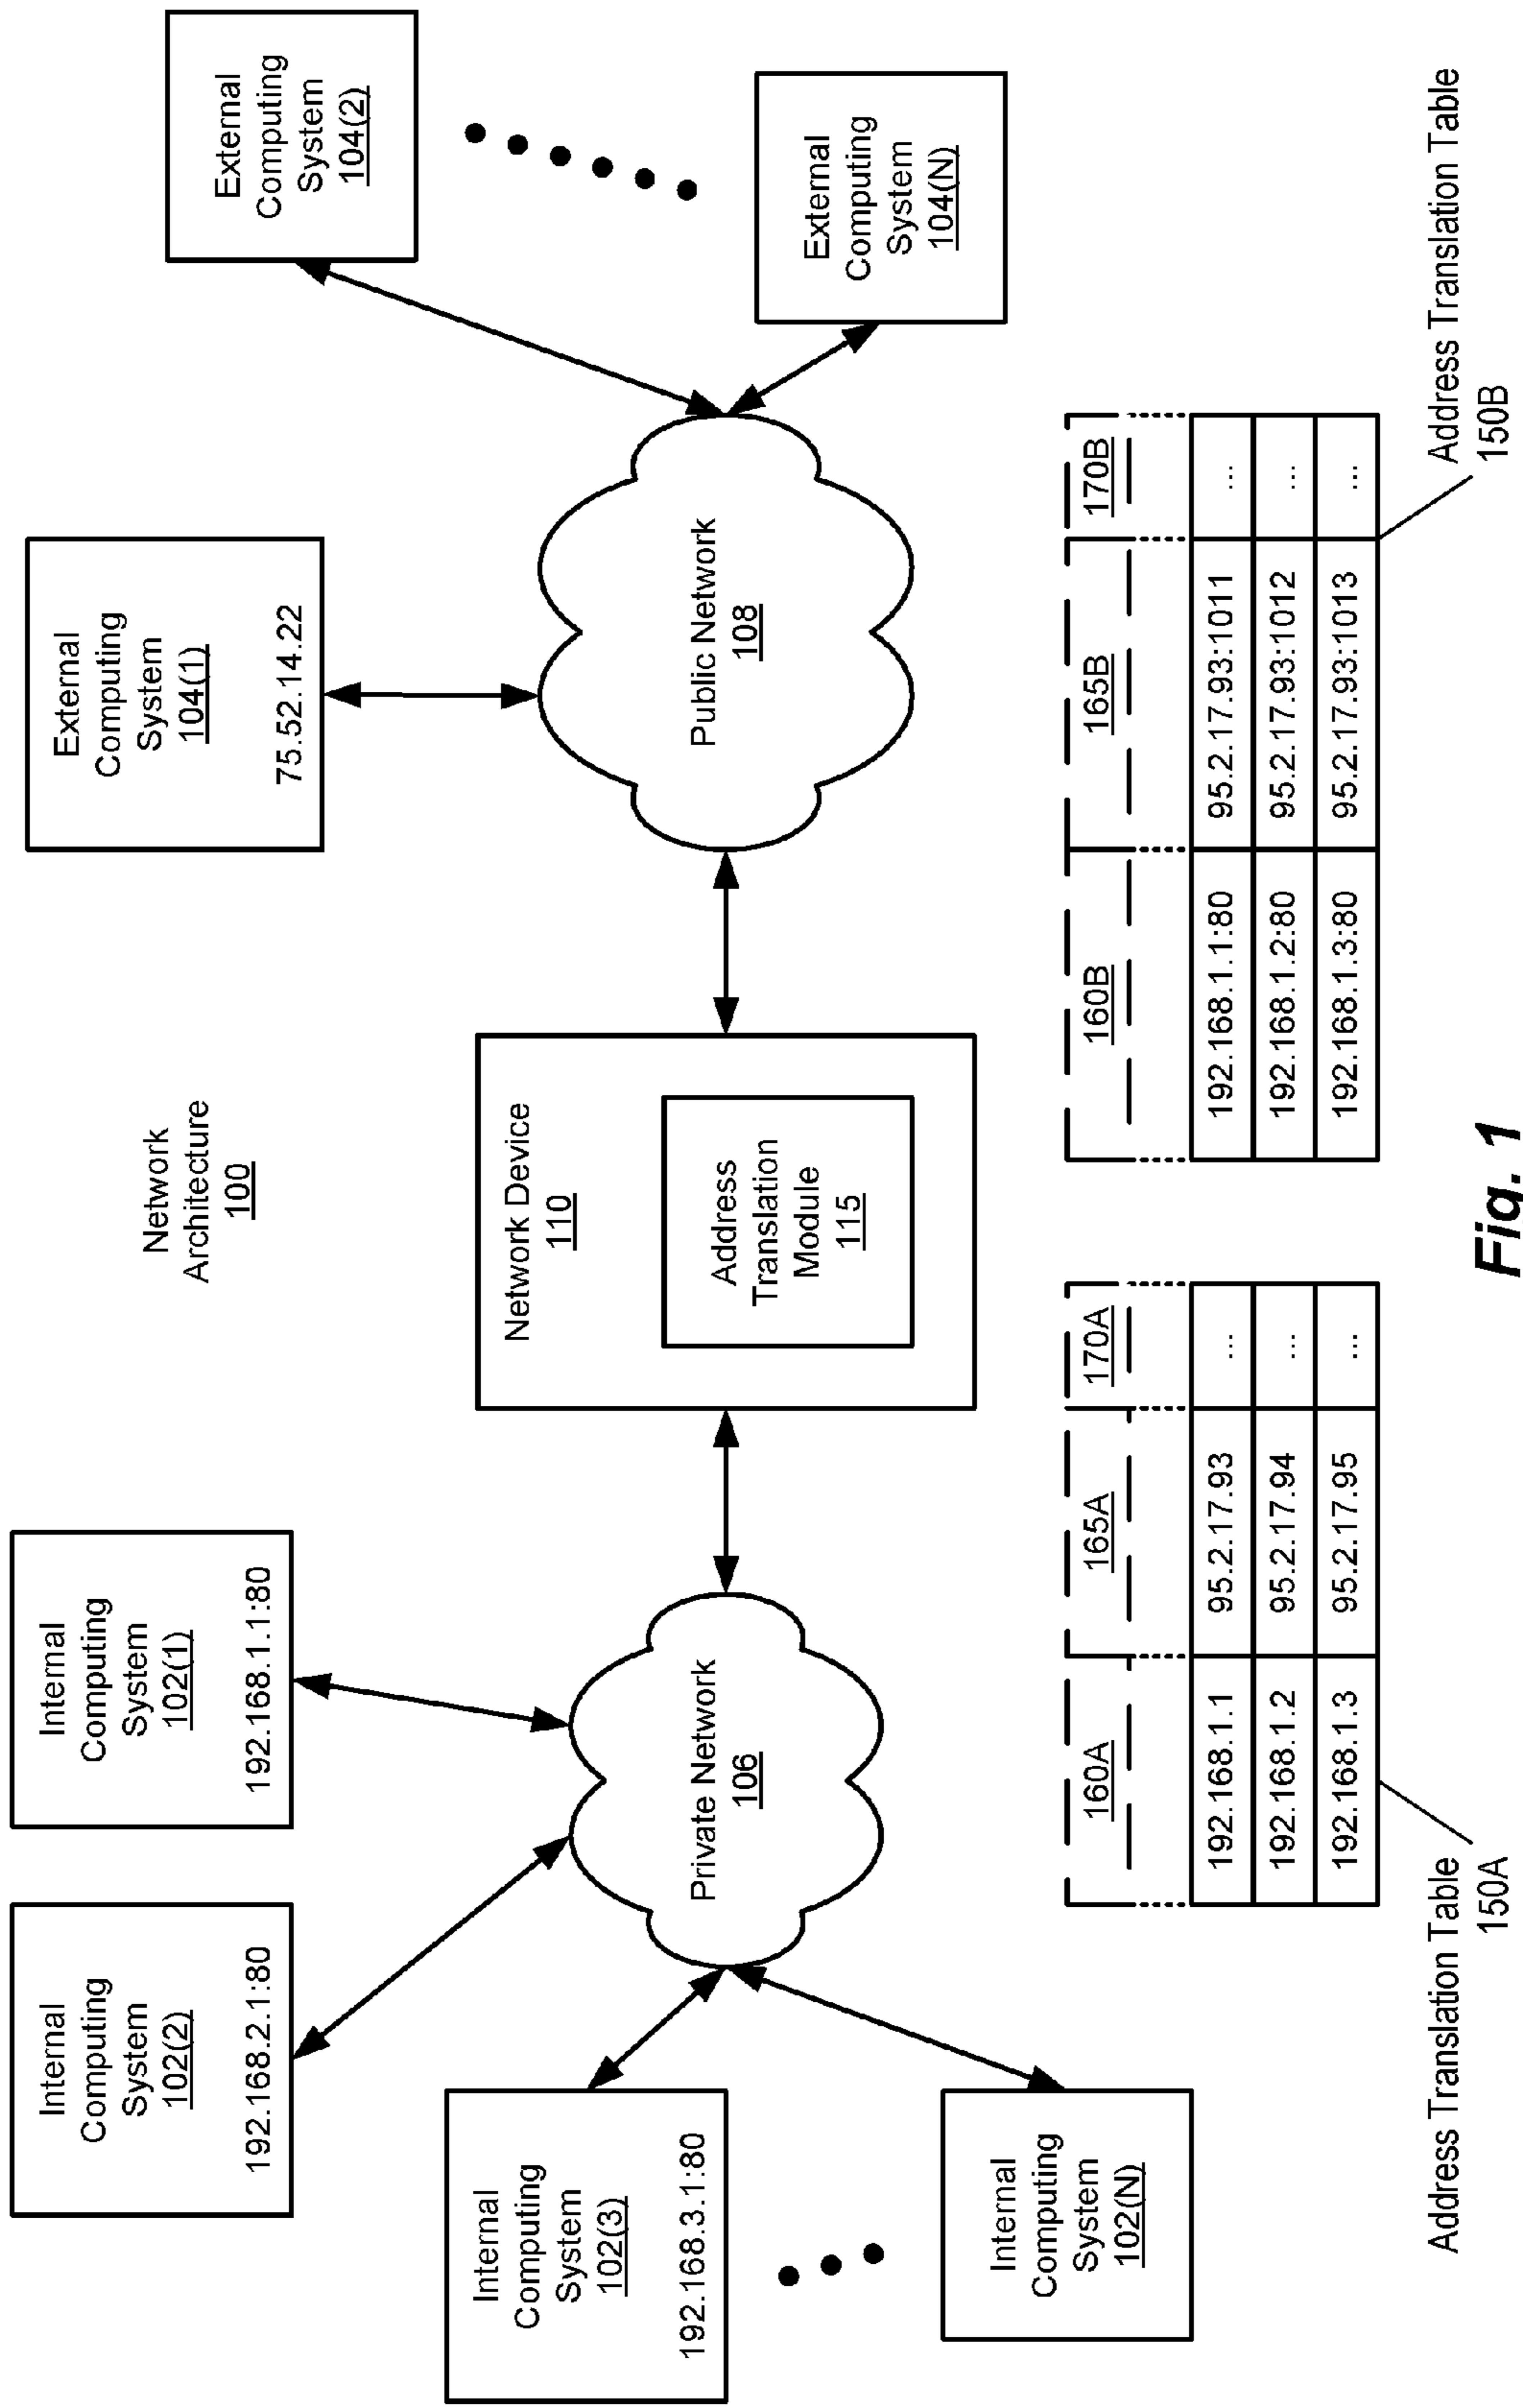 Network
Architecture
100
Internal
Computing
System
102(2)
192.168.2.1:80
Internal
Computing
System
102(1)
192.168.1.1:80
External
Computing
System
104(1)
75.52.14.22
External
Computing
System
104(2)
Internal
Computing
System
102(3)
192.168.3.1:80
Private Network
106
Network Device
110
Address
Translation
Module
115
Public Network
108
External
Computing
System
104(N)
Internal
Computing
System
102(N)
160A 165A 170A
192.168.1.1 95.2.17.93 ...
192.168.1.2 95.2.17.94 ...
192.168.1.3 95.2.17.95 ...
Address Translation Table
150A
160B 165B 170B
192.168.1.1:80 95.2.17.93:1011 ...
192.168.1.2:80 95.2.17.93:1012 ...
192.168.1.3:80 95.2.17.93:1013 ...
Address Translation Table
150B
Fig. 1